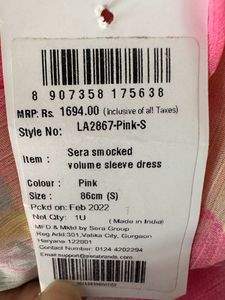 8 907358 175638
MRP: Rs. 1694.00 (Inclusive of all Taxes)
Style No: LA2867-Pink-S
Item : Sera smocked
volume sleeve dress
Colour : Pink
Size : 86cm (S)
Pckd on: Feb 2022
Net Qty: 1U (Made in India)
MFD & Mktd by Sera Group
Reg Add:301,Vatika City, Gurgaon
Haryana-122001
Contact Number: 0124 4202294
Email:support@serabrands.com